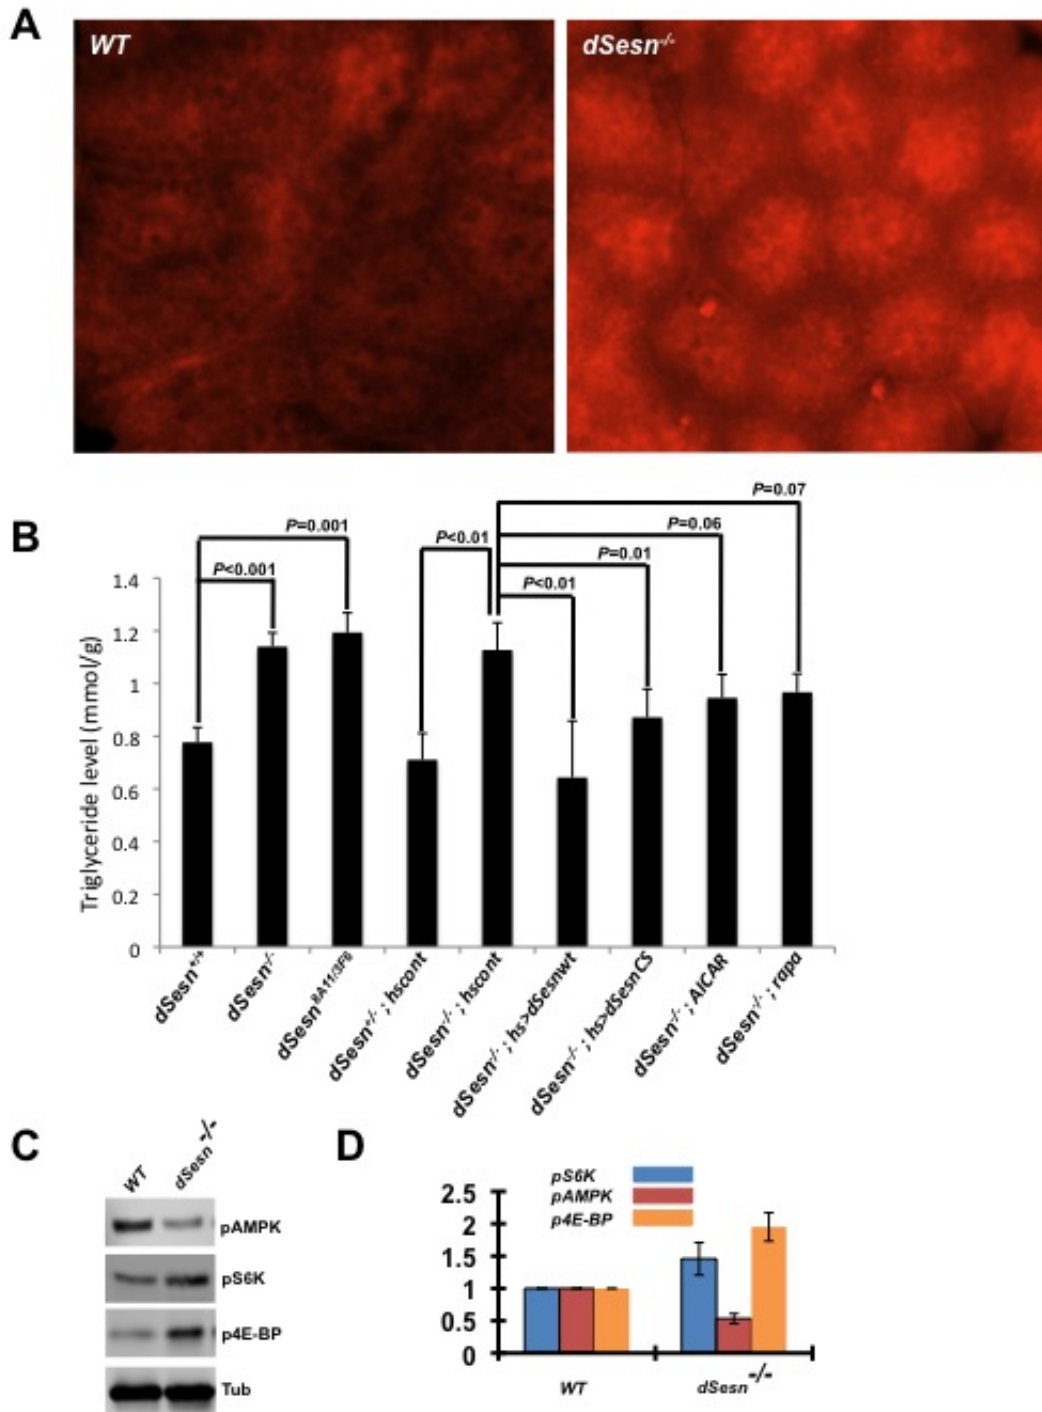 A
WT
dSesn-/-
B
P=0.07
P=0.001
P<0.01
P=0.06
P<0.001
P=0.01
P<0.01
Triglyceride level (mmol/g)
1.4
1.2
1
0.8
0.6
0.4
0.2
0
dSesn+/+
dSesn-/-
dSesn8A11/3F6
dSesn+/-; hscont
dSesn-/-; hscont
dSesn-/-; hs>dSesnwt
dSesn-/-; hs>dSesnCS
dSesn-/-; AICAR
dSesn-/-; rapa
C
WT
dSesn-/-
pAMPK
pS6K
p4E-BP
Tub
D
pS6K
pAMPK
p4E-BP
2.5
2
1.5
1
0.5
0
WT
dSesn-/-